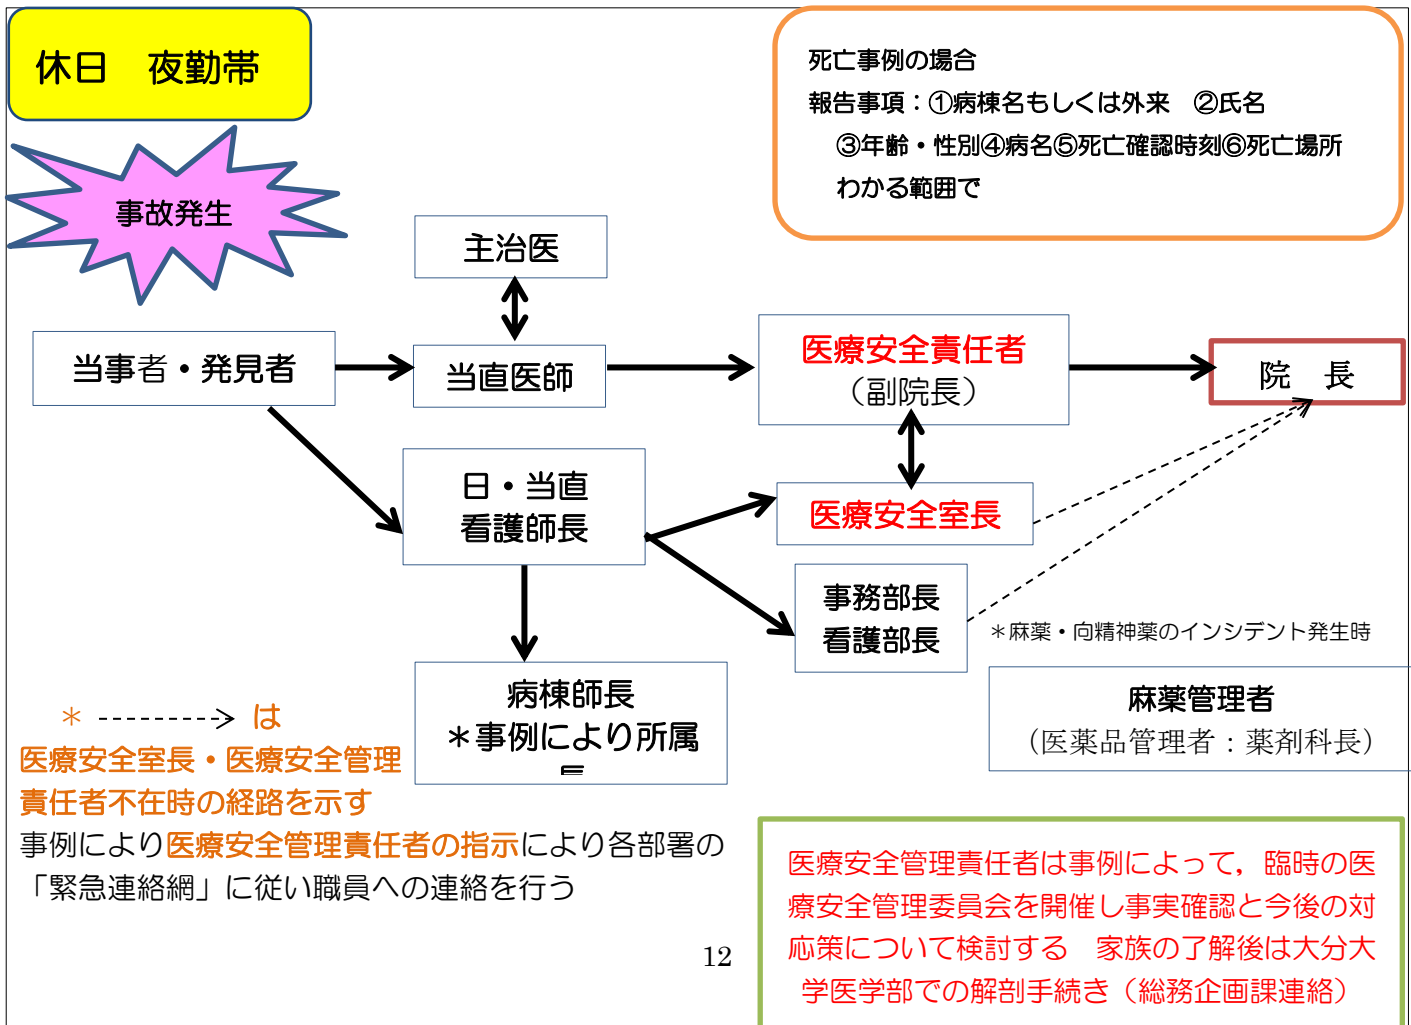 休日　夜勤帯
死亡事例の場合
報告事項：①病棟名もしくは外来　②氏名
③年齢・性別④病名⑤死亡確認時刻⑥死亡場所
わかる範囲で
事故発生
主治医
当事者・発見者
当直医師
医療安全責任者
（副院長）
院　長
日・当直
看護師長
医療安全室長
事務部長
看護部長
＊麻薬・向精神薬のインシデント発生時
病棟師長
＊事例により所属
麻薬管理者
（医薬品管理者：薬剤科長）
＊ は
医療安全室長・医療安全管理
責任者不在時の経路を示す
事例により医療安全管理責任者の指示により各部署の
「緊急連絡網」に従い職員への連絡を行う
医療安全管理責任者は事例によって，臨時の医
療安全管理委員会を開催し事実確認と今後の対
応策について検討する　家族の了解後は大分大
学医学部での解剖手続き（総務企画課連絡）
12